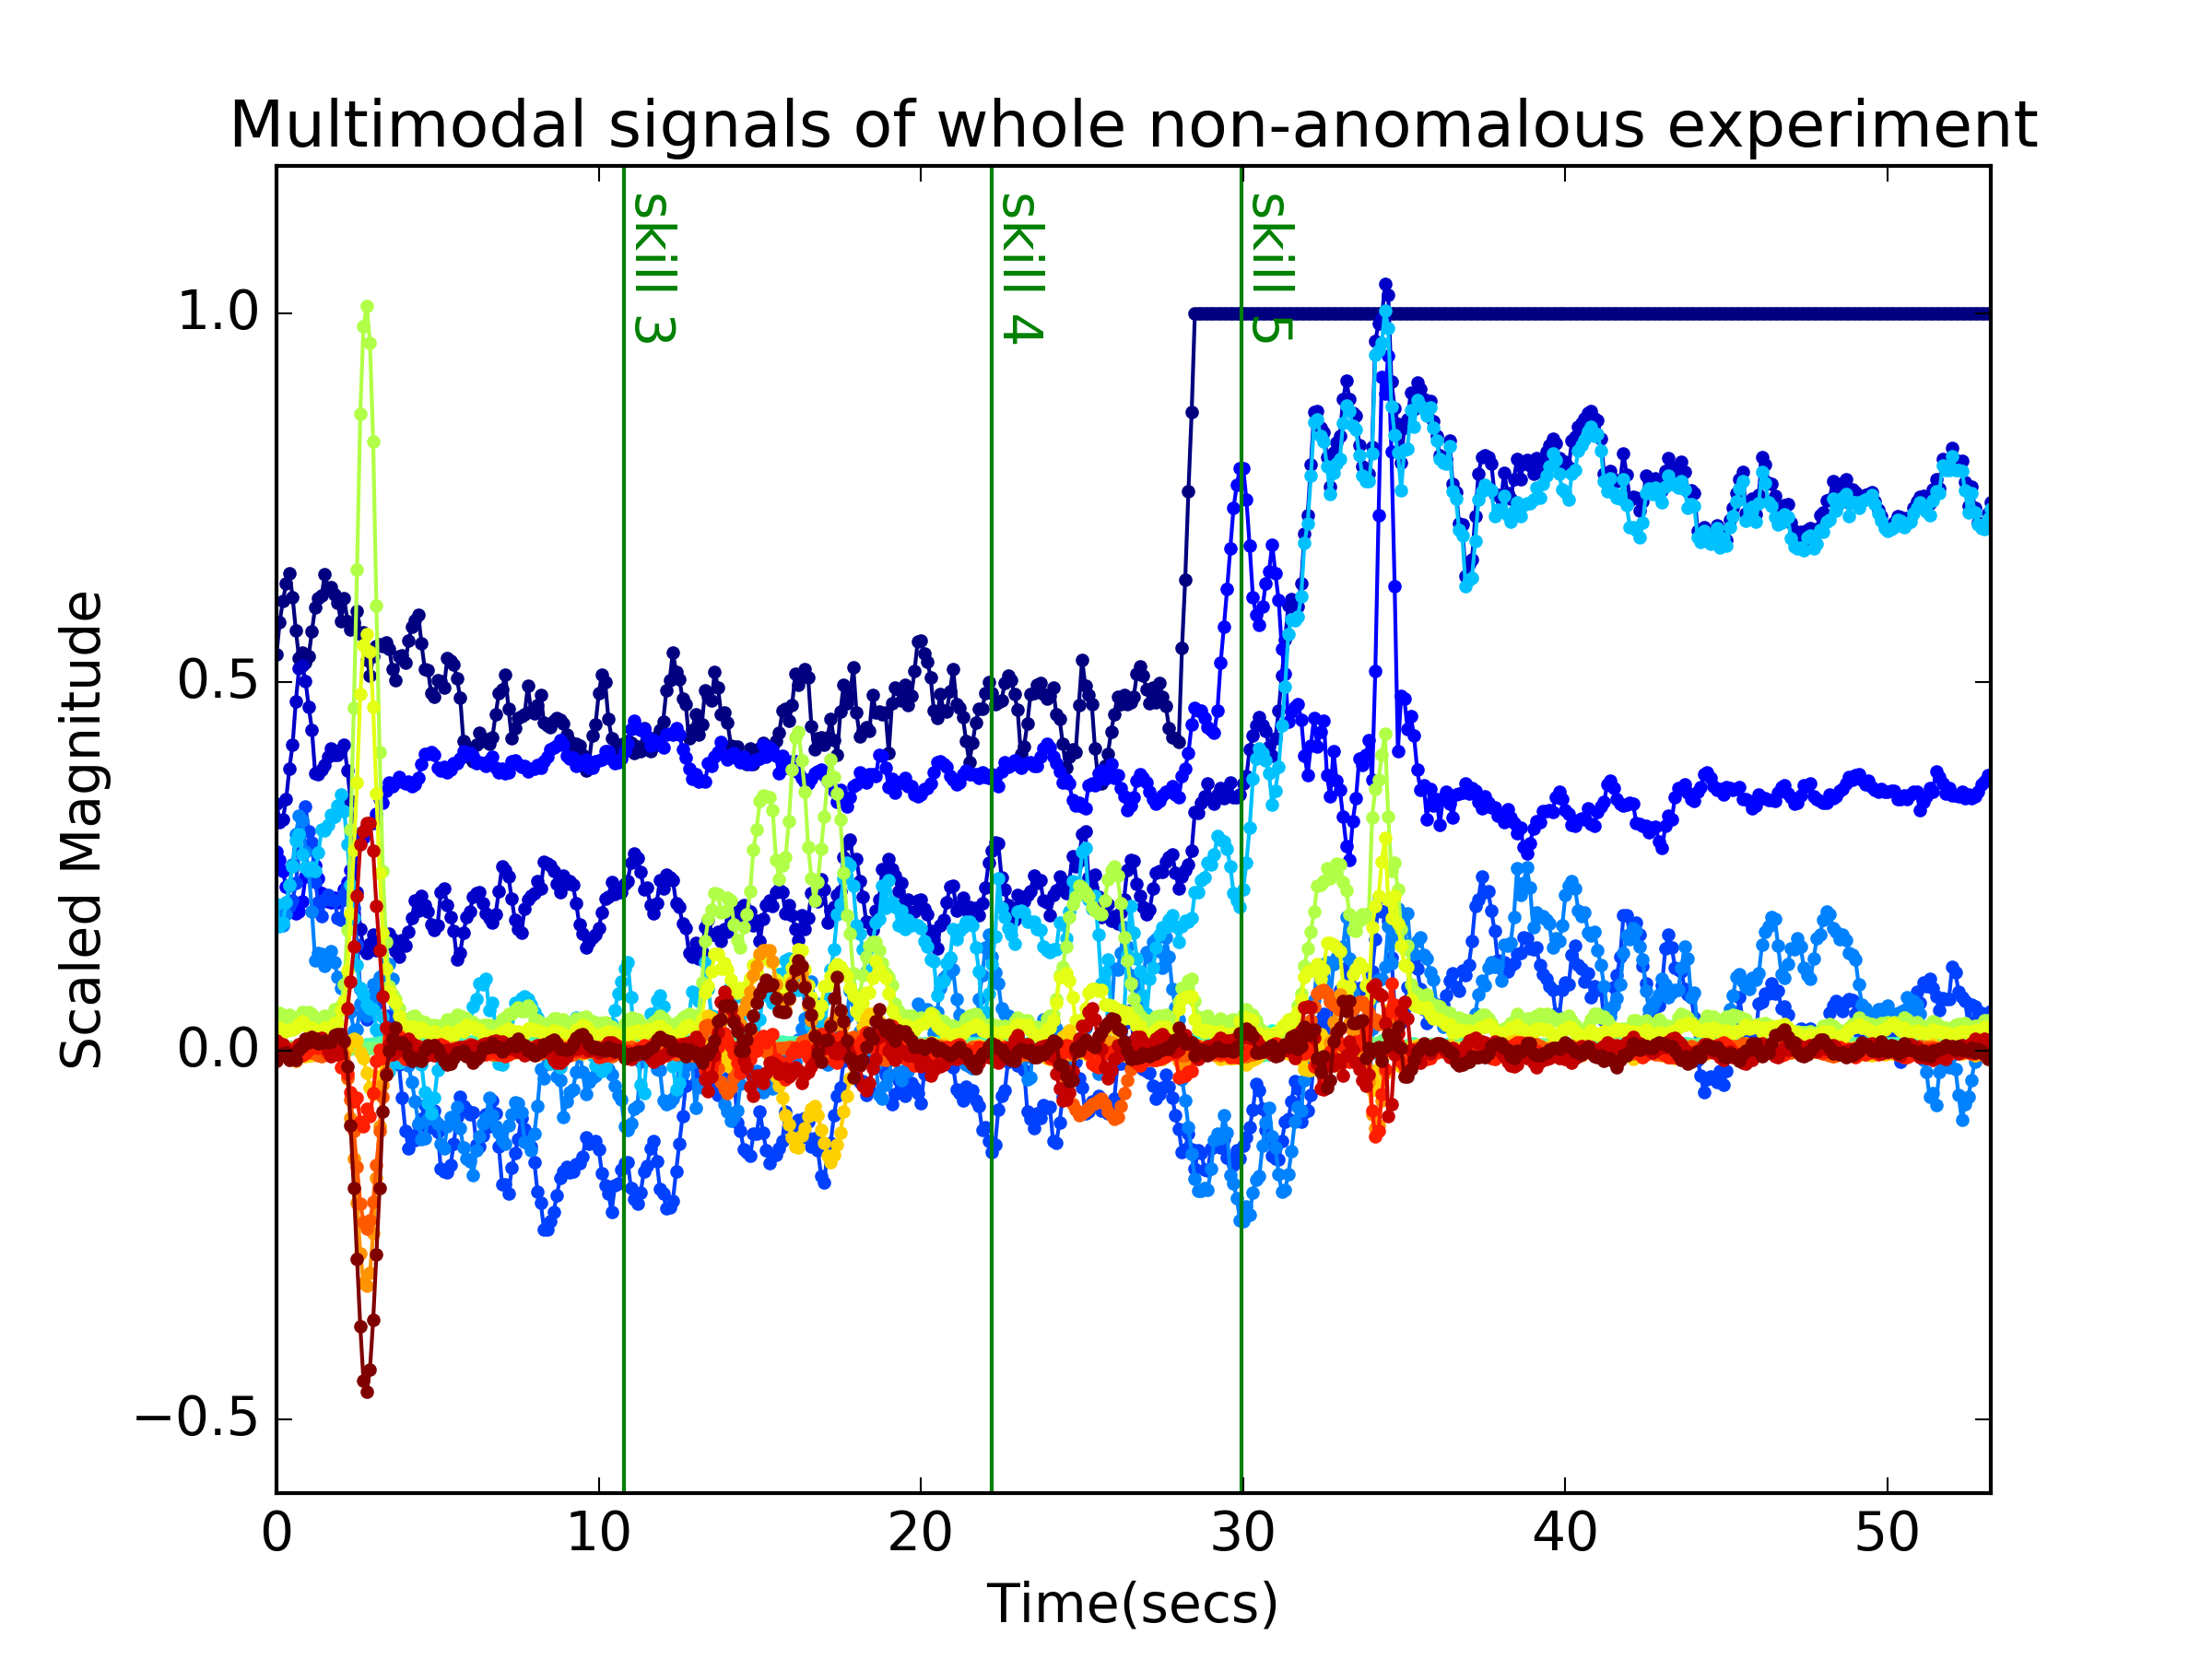 Multimodal signals of whole non-anomalous experiment
skill 3
skill 4
skill 5
1.0
0.5
0.0
−0.5
Scaled Magnitude
0 10 20 30 40 50
Time(secs)